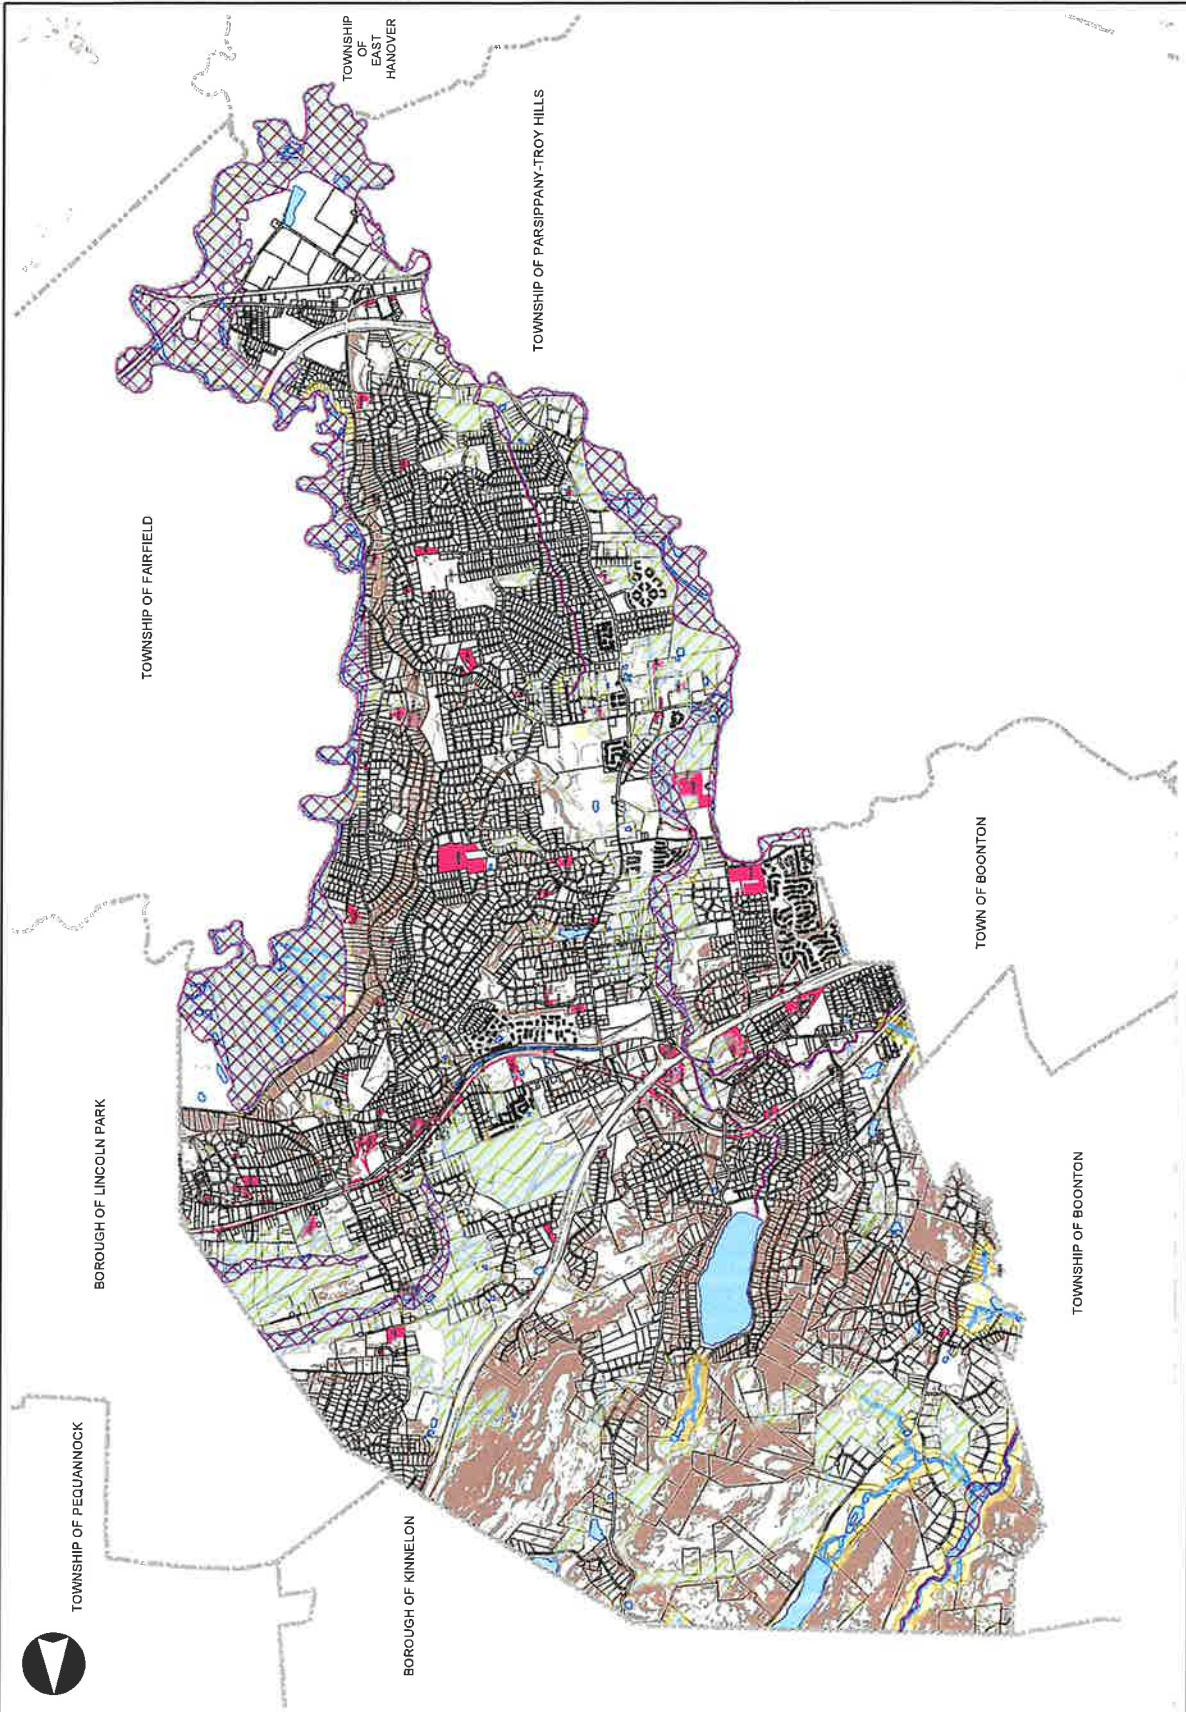 TOWNSHIP
OF
EAST
HANOVER
TOWNSHIP OF PARSIPPANY-TROY HILLS
TOWNSHIP OF FAIRFIELD
TOWN OF BOONTON
BOROUGH OF LINCOLN PARK
TOWNSHIP OF BOONTON
TOWNSHIP OF PEQUANNOCK
BOROUGH OF KINNELON